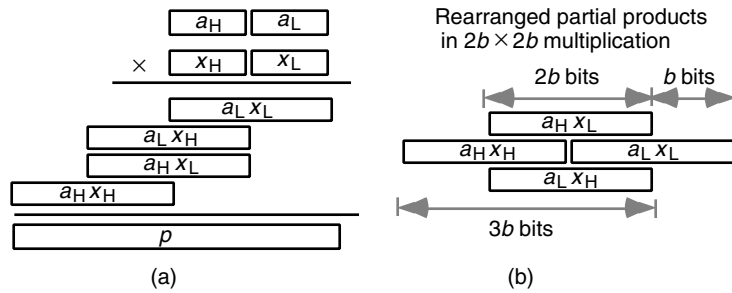 a_H a_L
× x_H x_L
a_L x_L
a_L x_H
a_H x_L
a_H x_H
p
(a)
Rearranged partial products
in 2b × 2b multiplication
2b bits b bits
a_H x_L
a_H x_H a_L x_L
a_L x_H
3b bits
(b)